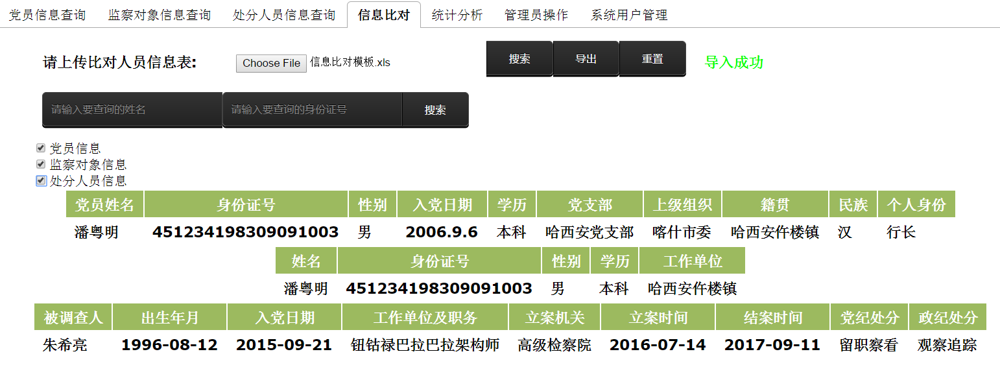 党员信息查询 监察对象信息查询 处分人员信息查询 信息比对 统计分析 管理员操作 系统用户管理
请上传比对人员信息表: Choose File 信息比对模板.xls 搜索 导出 重置 导入成功
请输入要查询的姓名 请输入要查询的身份证号 搜索
党员信息
监察对象信息
处分人员信息
党员姓名 身份证号 性别 入党日期 学历 党支部 上级组织 籍贯 民族 个人身份
潘粤明 451234198309091003 男 2006.9.6 本科 哈西安党支部 喀什市委 哈西安仵楼镇 汉 行长
姓名 身份证号 性别 学历 工作单位
潘粤明 451234198309091003 男 本科 哈西安仵楼镇
被调查人 出生年月 入党日期 工作单位及职务 立案机关 立案时间 结案时间 党纪处分 政纪处分
朱希亮 1996-08-12 2015-09-21 钮钴禄巴拉巴拉架构师 高级检察院 2016-07-14 2017-09-11 留职察看 观察追踪